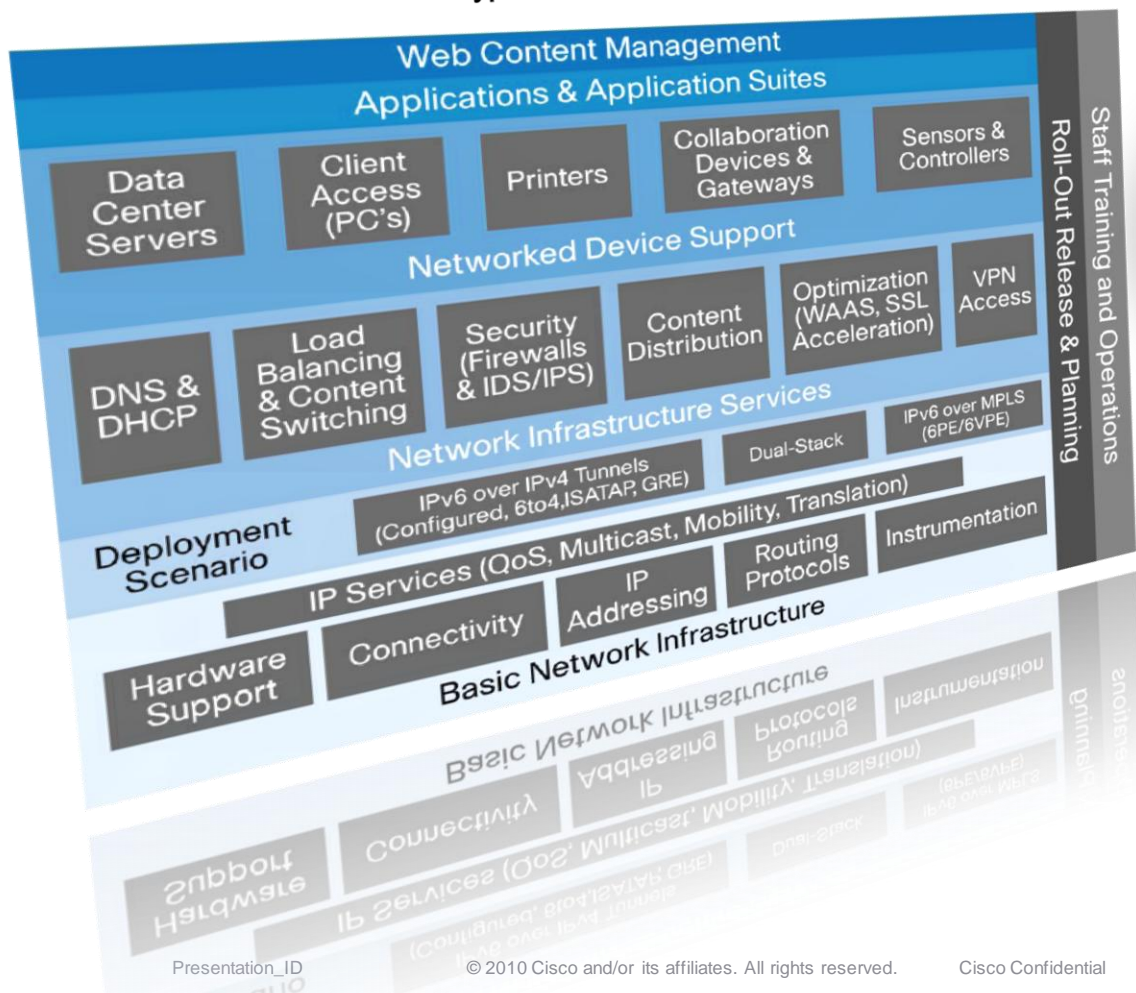 Web Content Management
Applications & Application Suites
Data
Center
Servers
Client
Access
(PC's)
Printers
Collaboration
Devices &
Gateways
Sensors &
Controllers
Networked Device Support
DNS &
DHCP
Load
Balancing
& Content
Switching
Security
(Firewalls
& IDS/IPS)
Content
Distribution
Optimization
(WAAS, SSL
Acceleration)
VPN
Access
Network Infrastructure Services
Deployment
Scenario
IPv6 over IPv4 Tunnels
(Configured, 6to4,ISATAP, GRE)
Dual-Stack
IPv6 over MPLS
(6PE/6VPE)
IP Services (QoS, Multicast, Mobility, Translation)
Hardware
Support
Connectivity
IP
Addressing
Routing
Protocols
Instrumentation
Basic Network Infrastructure
Roll-Out Release & Planning
Staff Training and Operations
Presentation_ID
© 2010 Cisco and/or its affiliates. All rights reserved.
Cisco Confidential